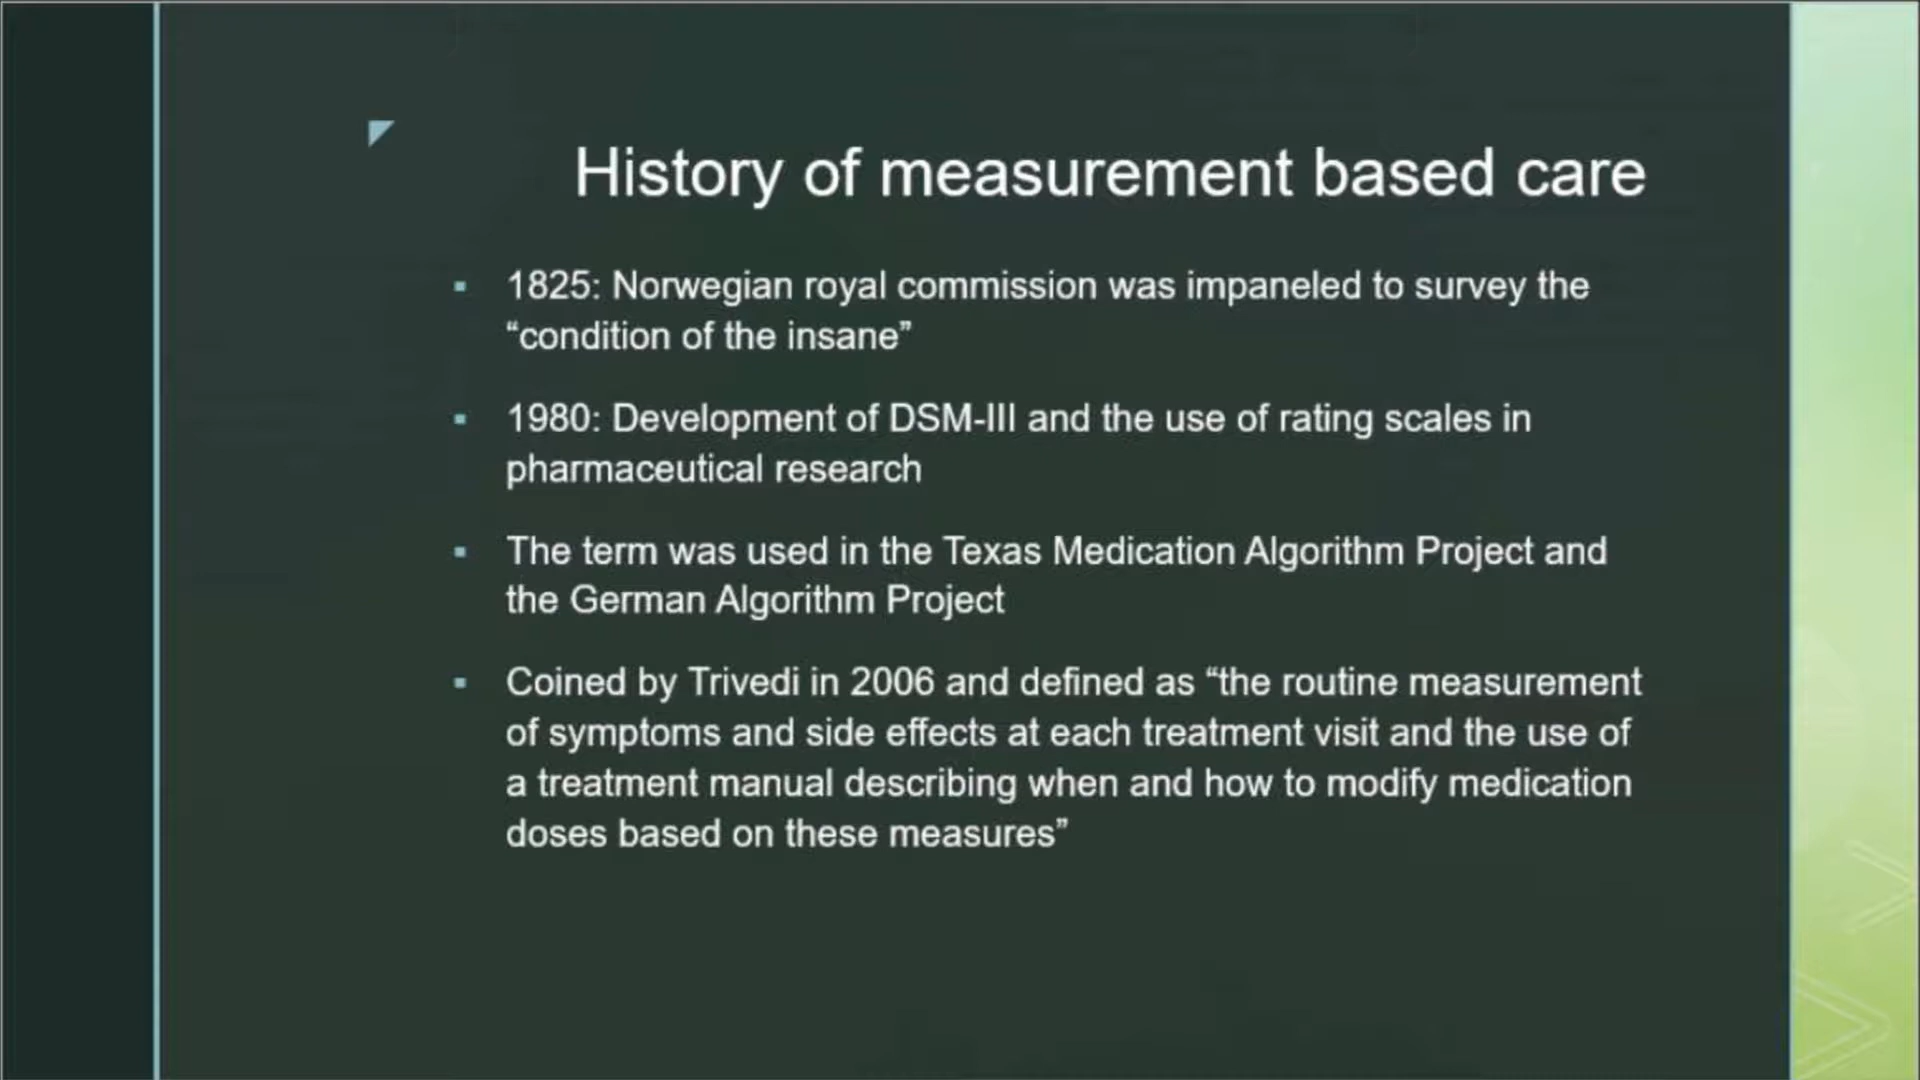 History of measurement based care
▪ 1825: Norwegian royal commission was impaneled to survey the
“condition of the insane”
▪ 1980: Development of DSM-III and the use of rating scales in
pharmaceutical research
▪ The term was used in the Texas Medication Algorithm Project and
the German Algorithm Project
▪ Coined by Trivedi in 2006 and defined as “the routine measurement
of symptoms and side effects at each treatment visit and the use of
a treatment manual describing when and how to modify medication
doses based on these measures”